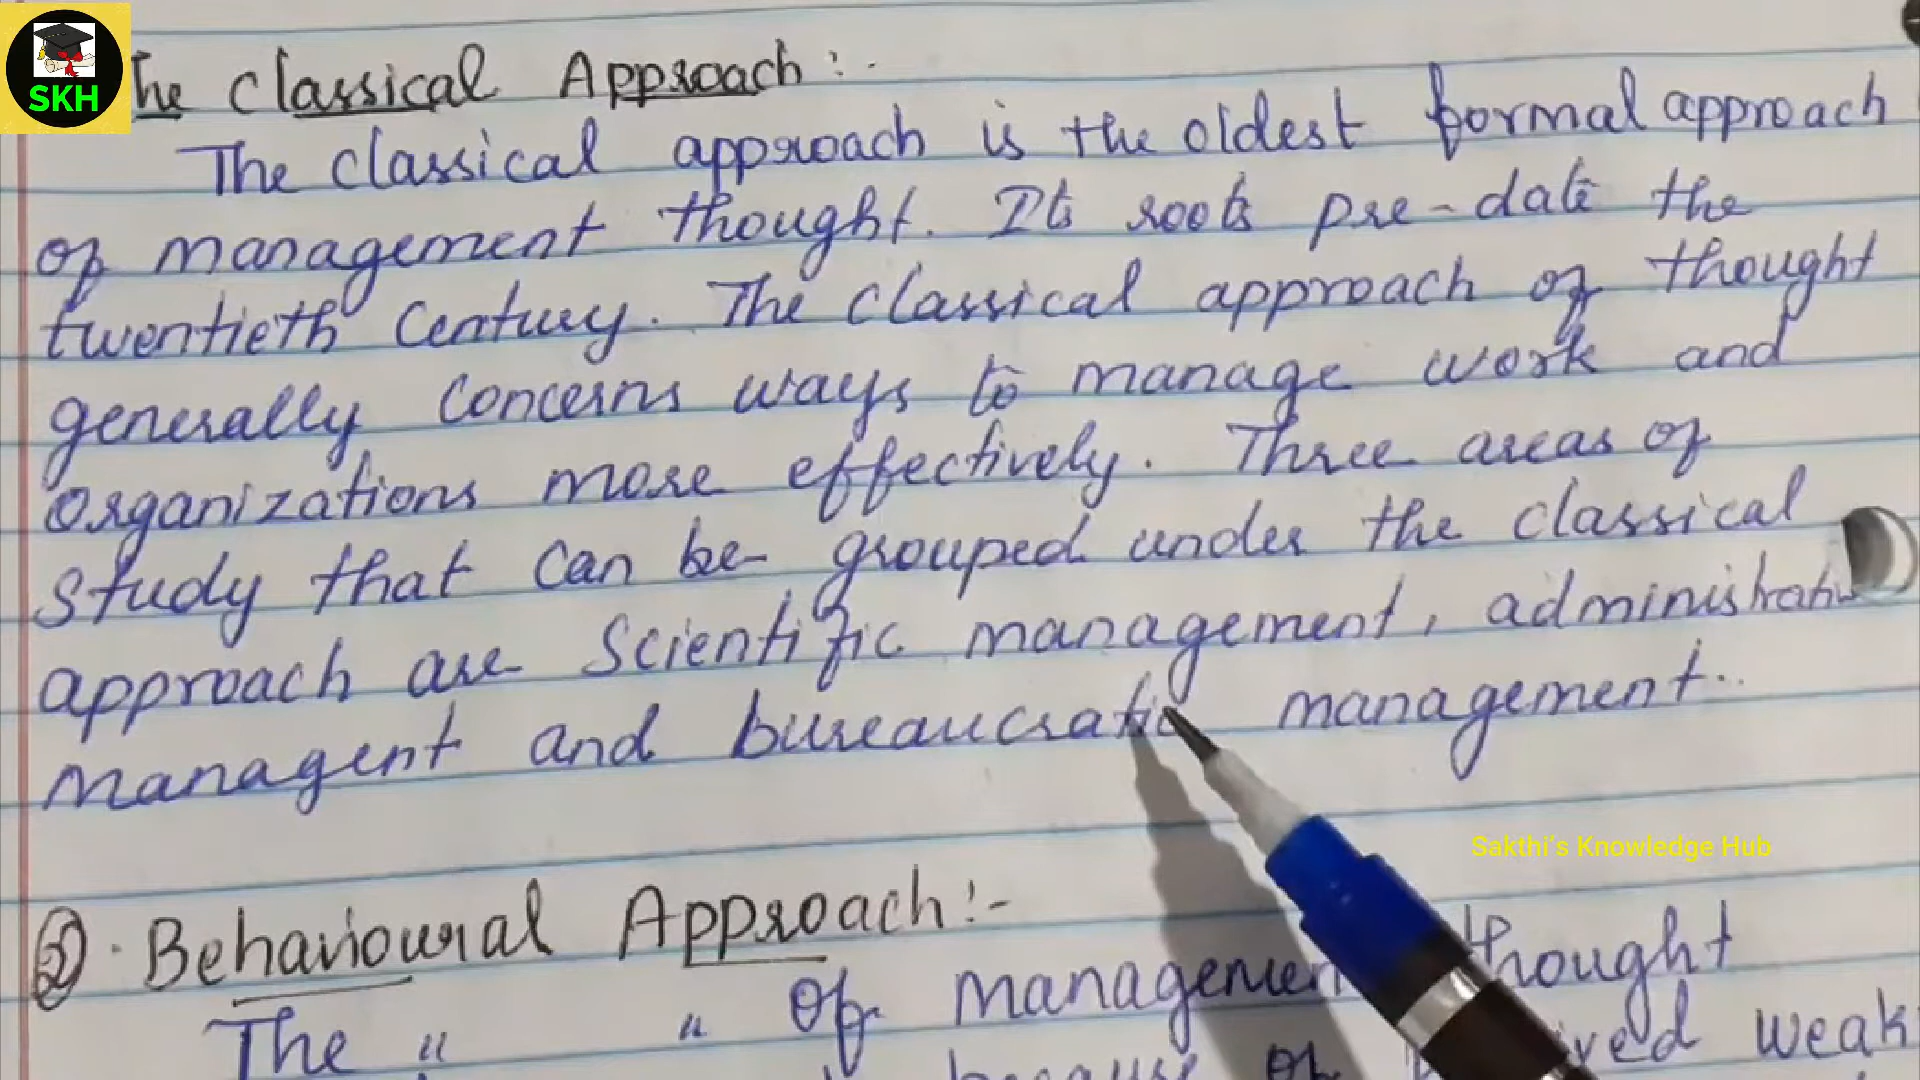 SKH
The Classical Approach:-
The classical approach is the oldest formal approach
of management thought. Its roots pre-date the
twentieth Century. The classical approach of thought
generally concerns ways to manage work and
organizations more effectively. Three areas of
study that can be grouped under the classical
approach are Scientific management, administrative
managent and bureaucratic management..
Sakthi's Knowledge Hub
② Behavioural Approach:-
The " " of management thought
because of weak